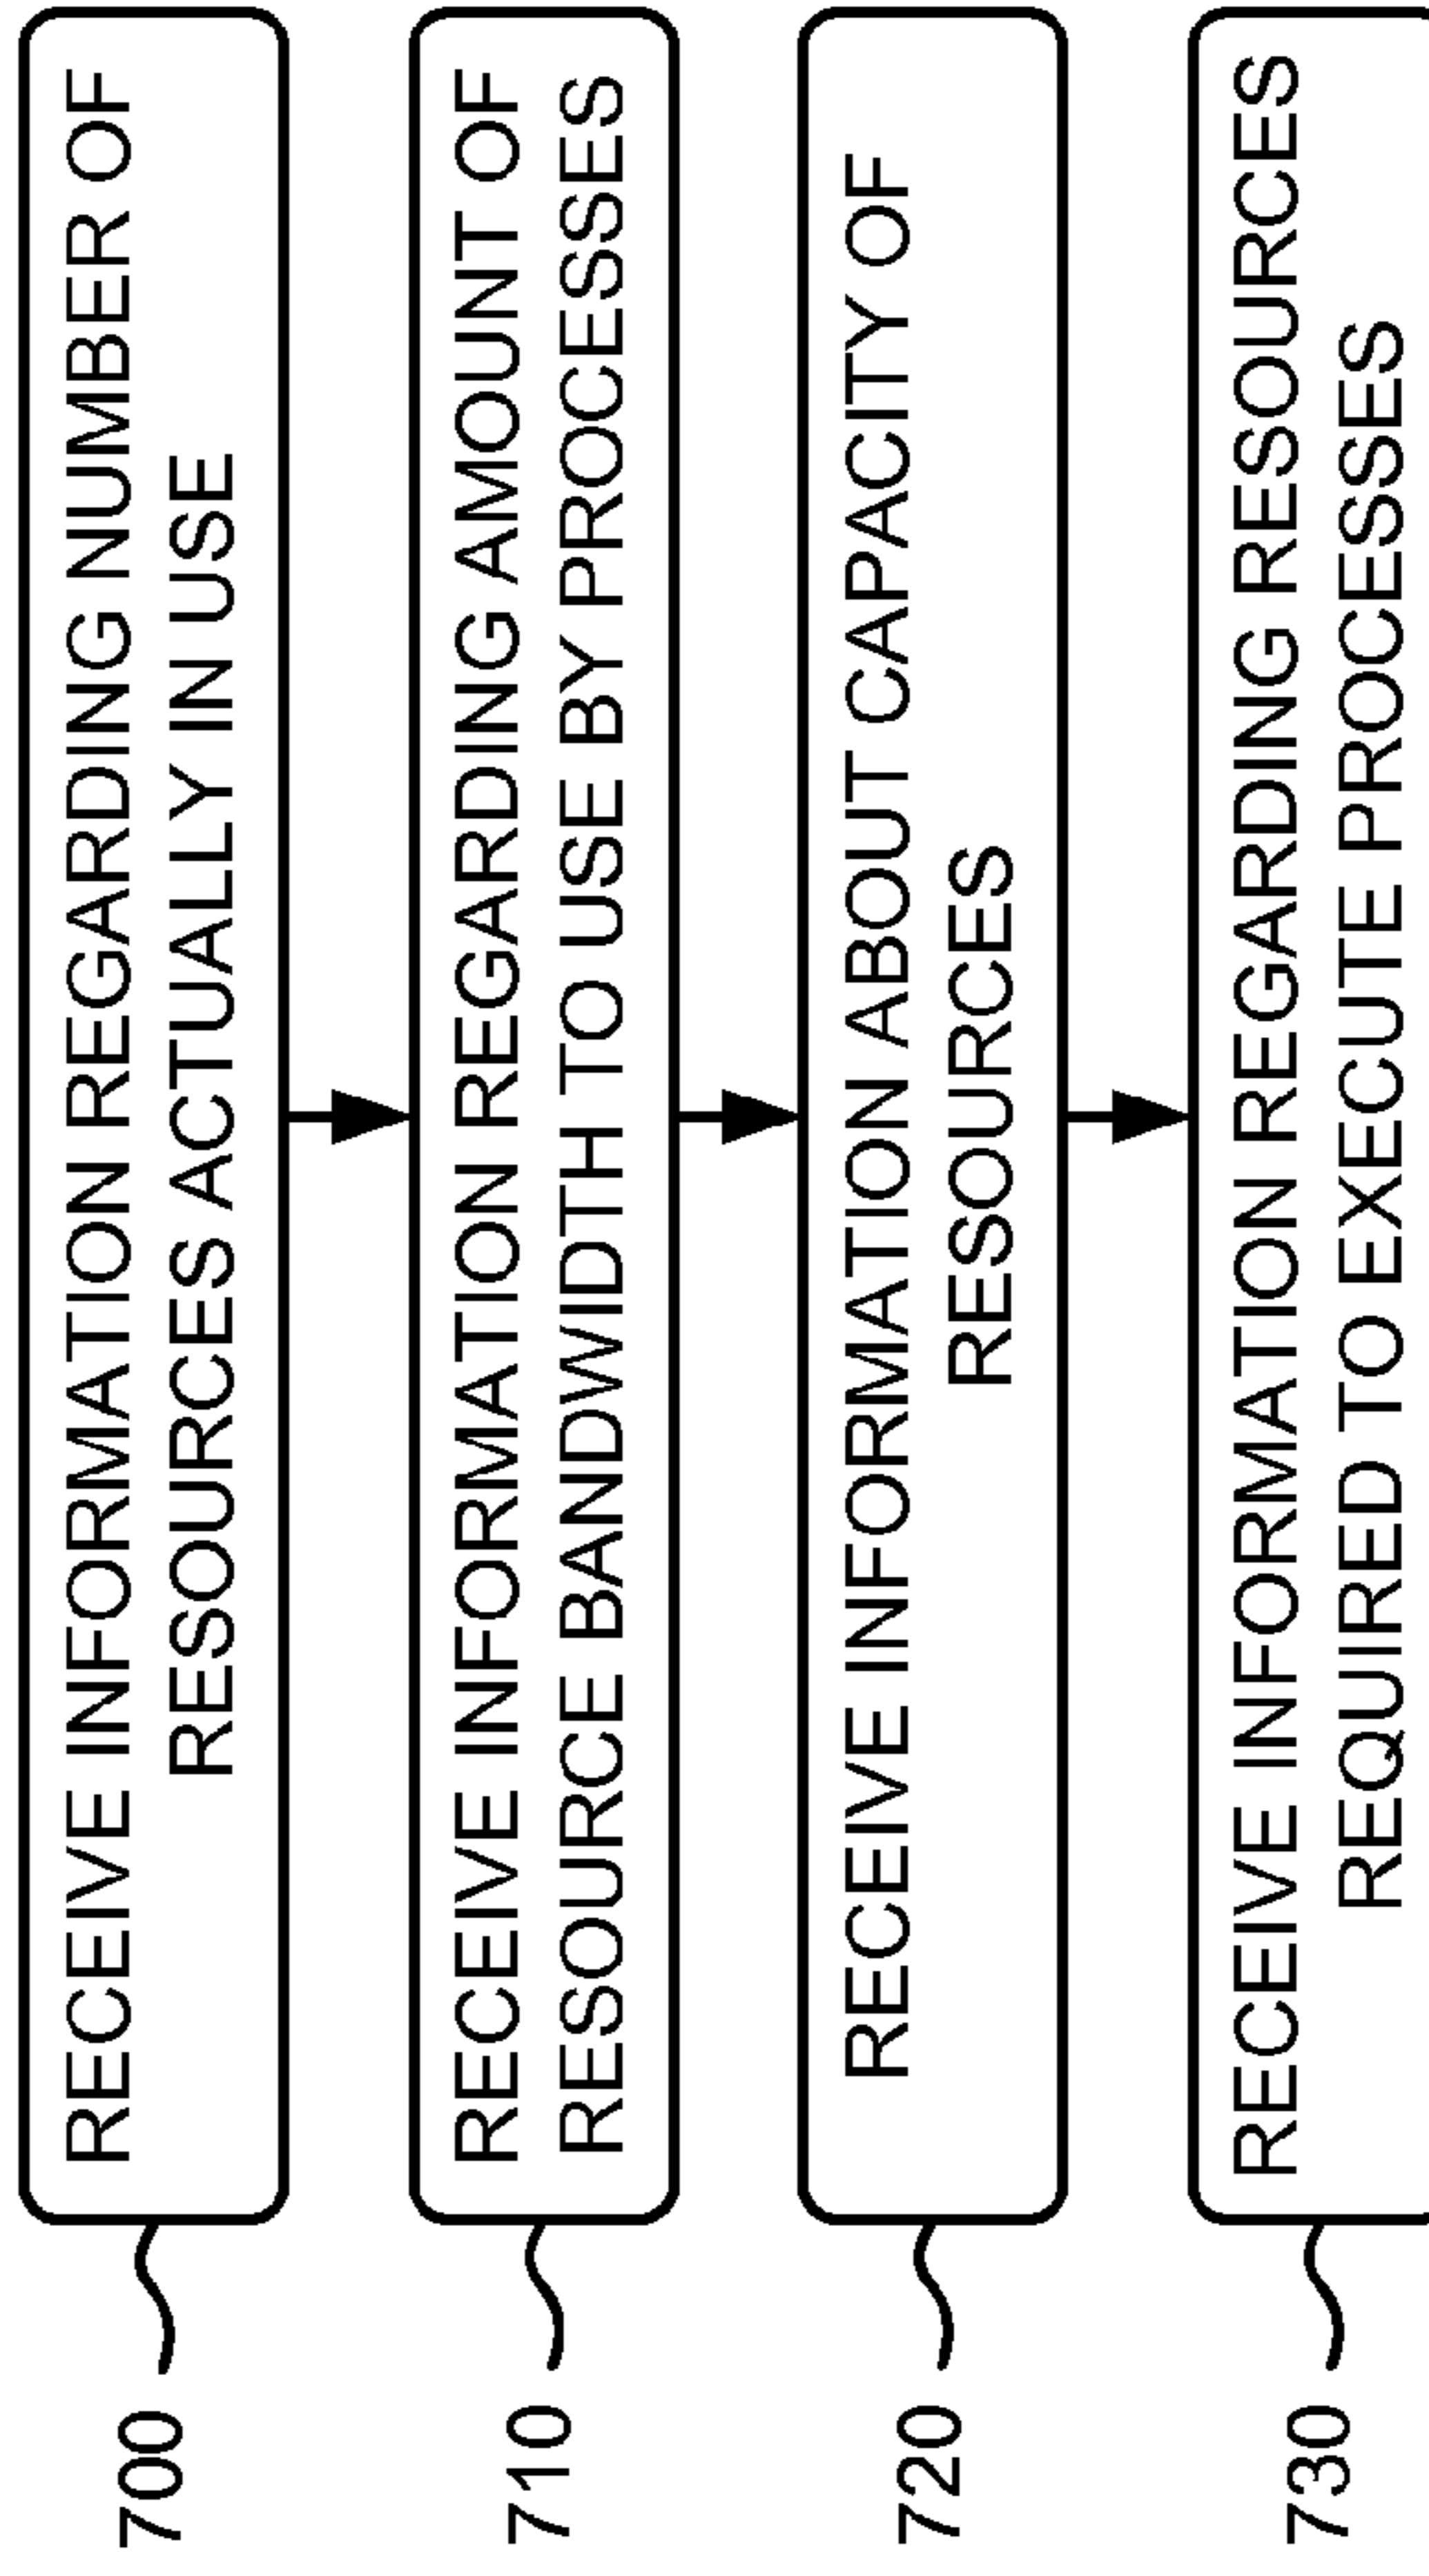 700
RECEIVE INFORMATION REGARDING NUMBER OF
RESOURCES ACTUALLY IN USE
710
RECEIVE INFORMATION REGARDING AMOUNT OF
RESOURCE BANDWIDTH TO USE BY PROCESSES
720
RECEIVE INFORMATION ABOUT CAPACITY OF
RESOURCES
730
RECEIVE INFORMATION REGARDING RESOURCES
REQUIRED TO EXECUTE PROCESSES